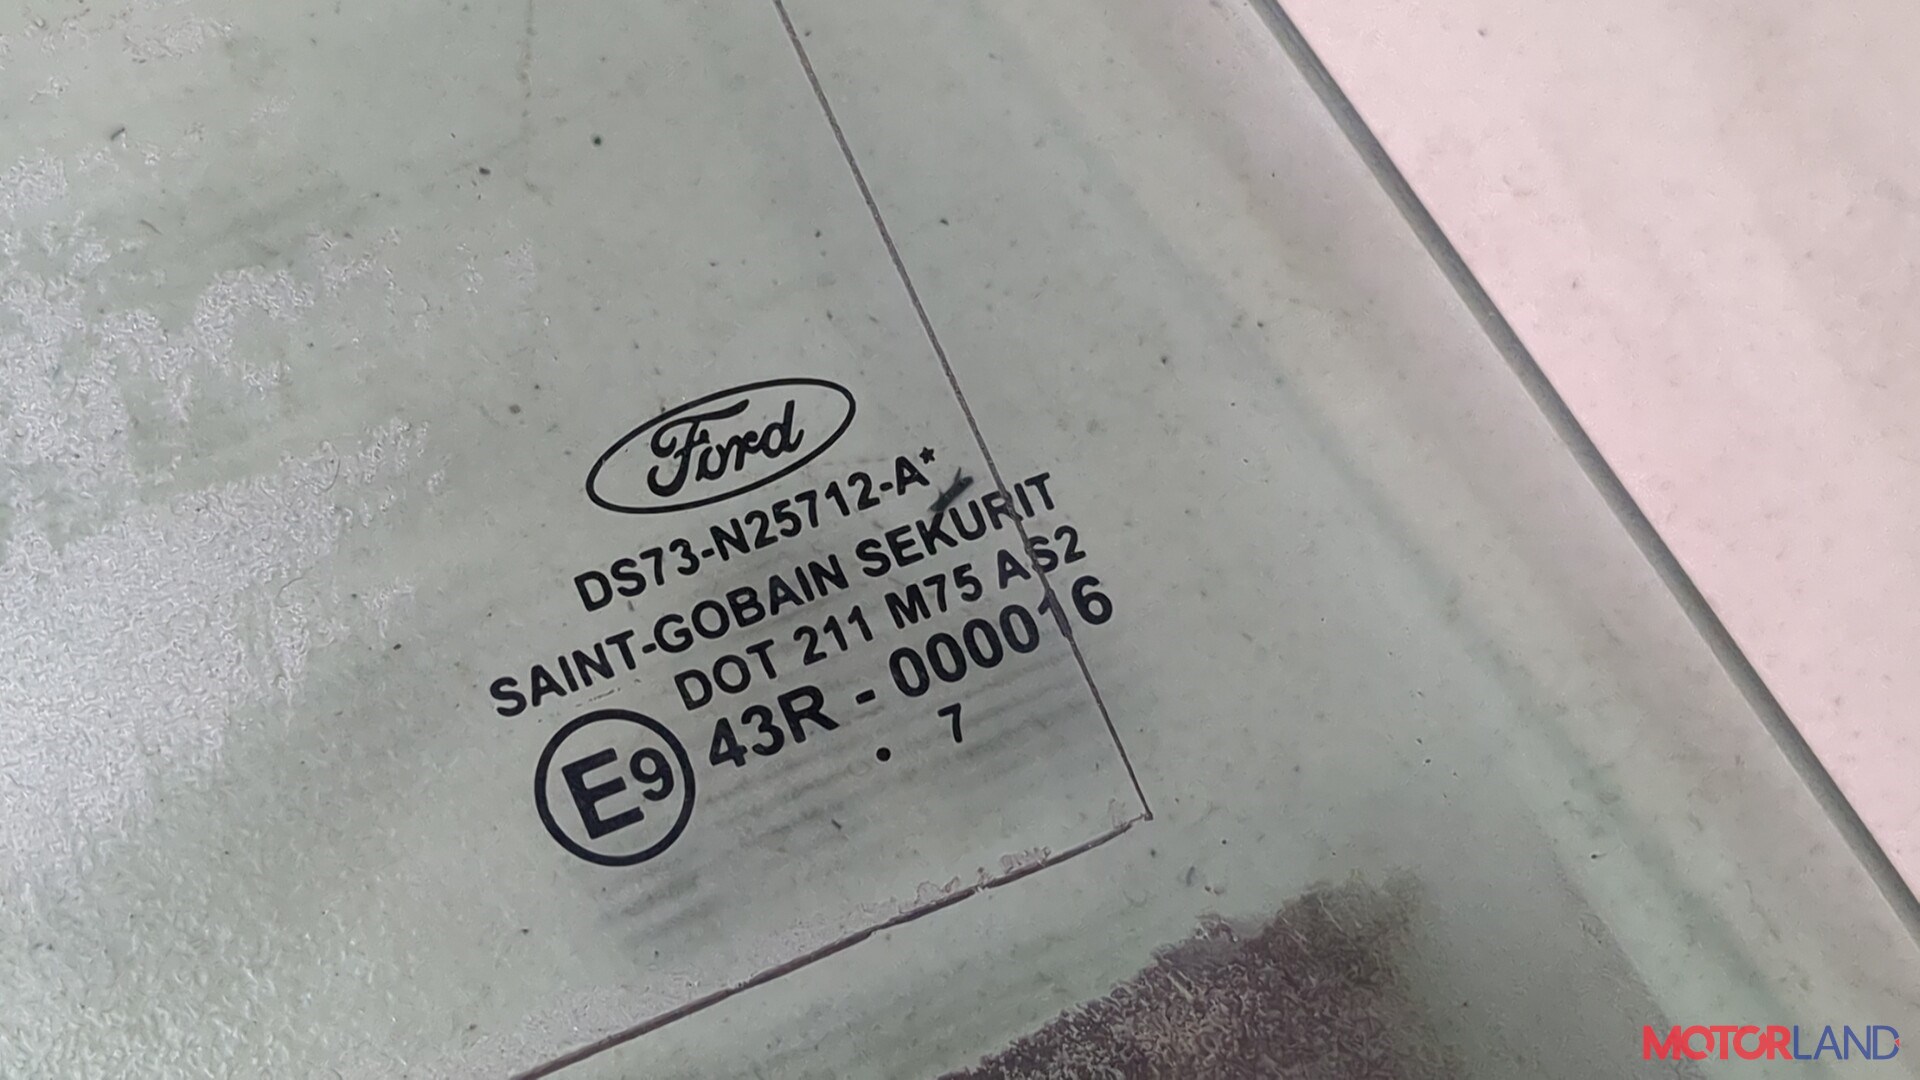 Ford
DS73-N25712-A*
SAINT-GOBAIN SEKURIT
DOT 211 M75 AS2
E9 43R - 000016
. 7
MOTORLAND